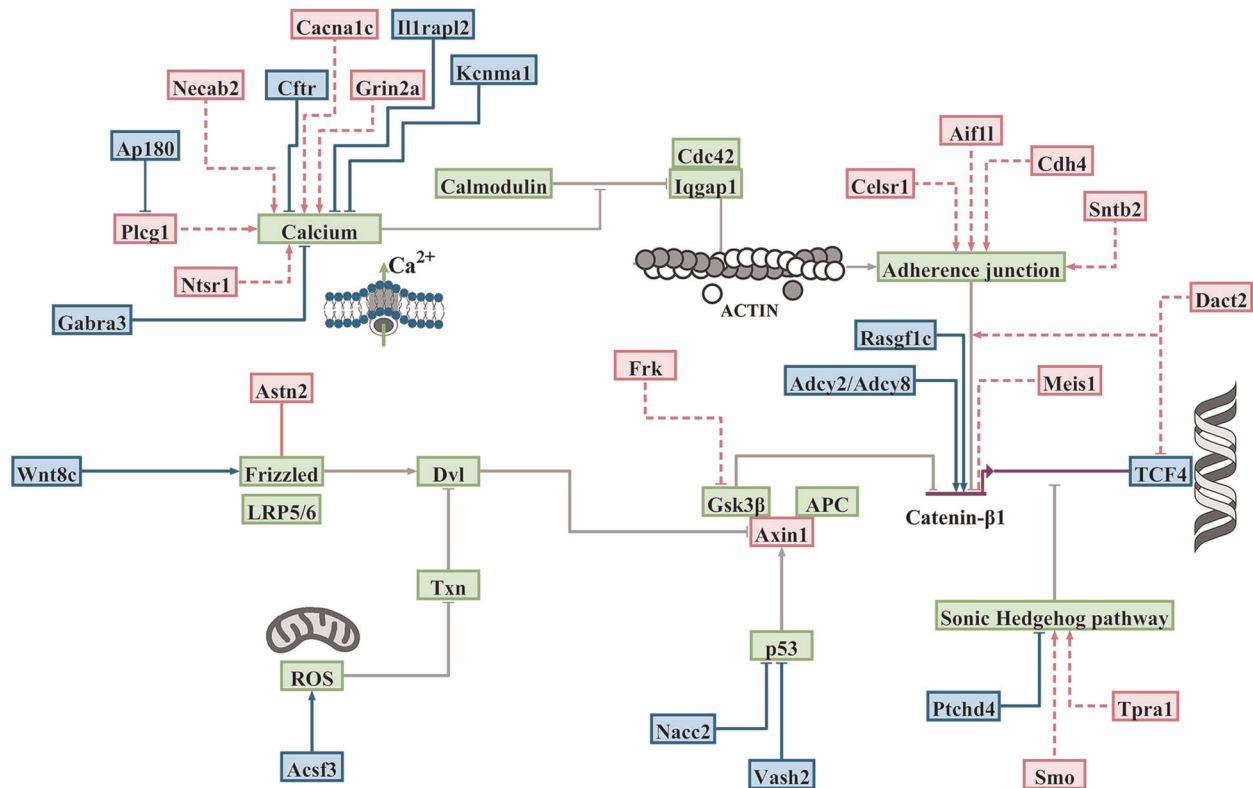 Cacna1c
Il1rapl2
Necab2
Cftr
Grin2a
Kcnma1
Ap180
Plcg1
Calcium
Ntsr1
Gabra3
Ca2+
Calmodulin
Cdc42
Iqgap1
ACTIN
Aif1l
Celsr1
Cdh4
Sntb2
Adherence junction
Dact2
Rasgf1c
Adcy2/Adcy8
Meis1
Frk
Astn2
Wnt8c
Frizzled
LRP5/6
Dvl
Gsk3β
APC
Axin1
Catenin-β1
TCF4
Txn
ROS
Acsf3
p53
Nacc2
Vash2
Sonic Hedgehog pathway
Ptchd4
Tpra1
Smo